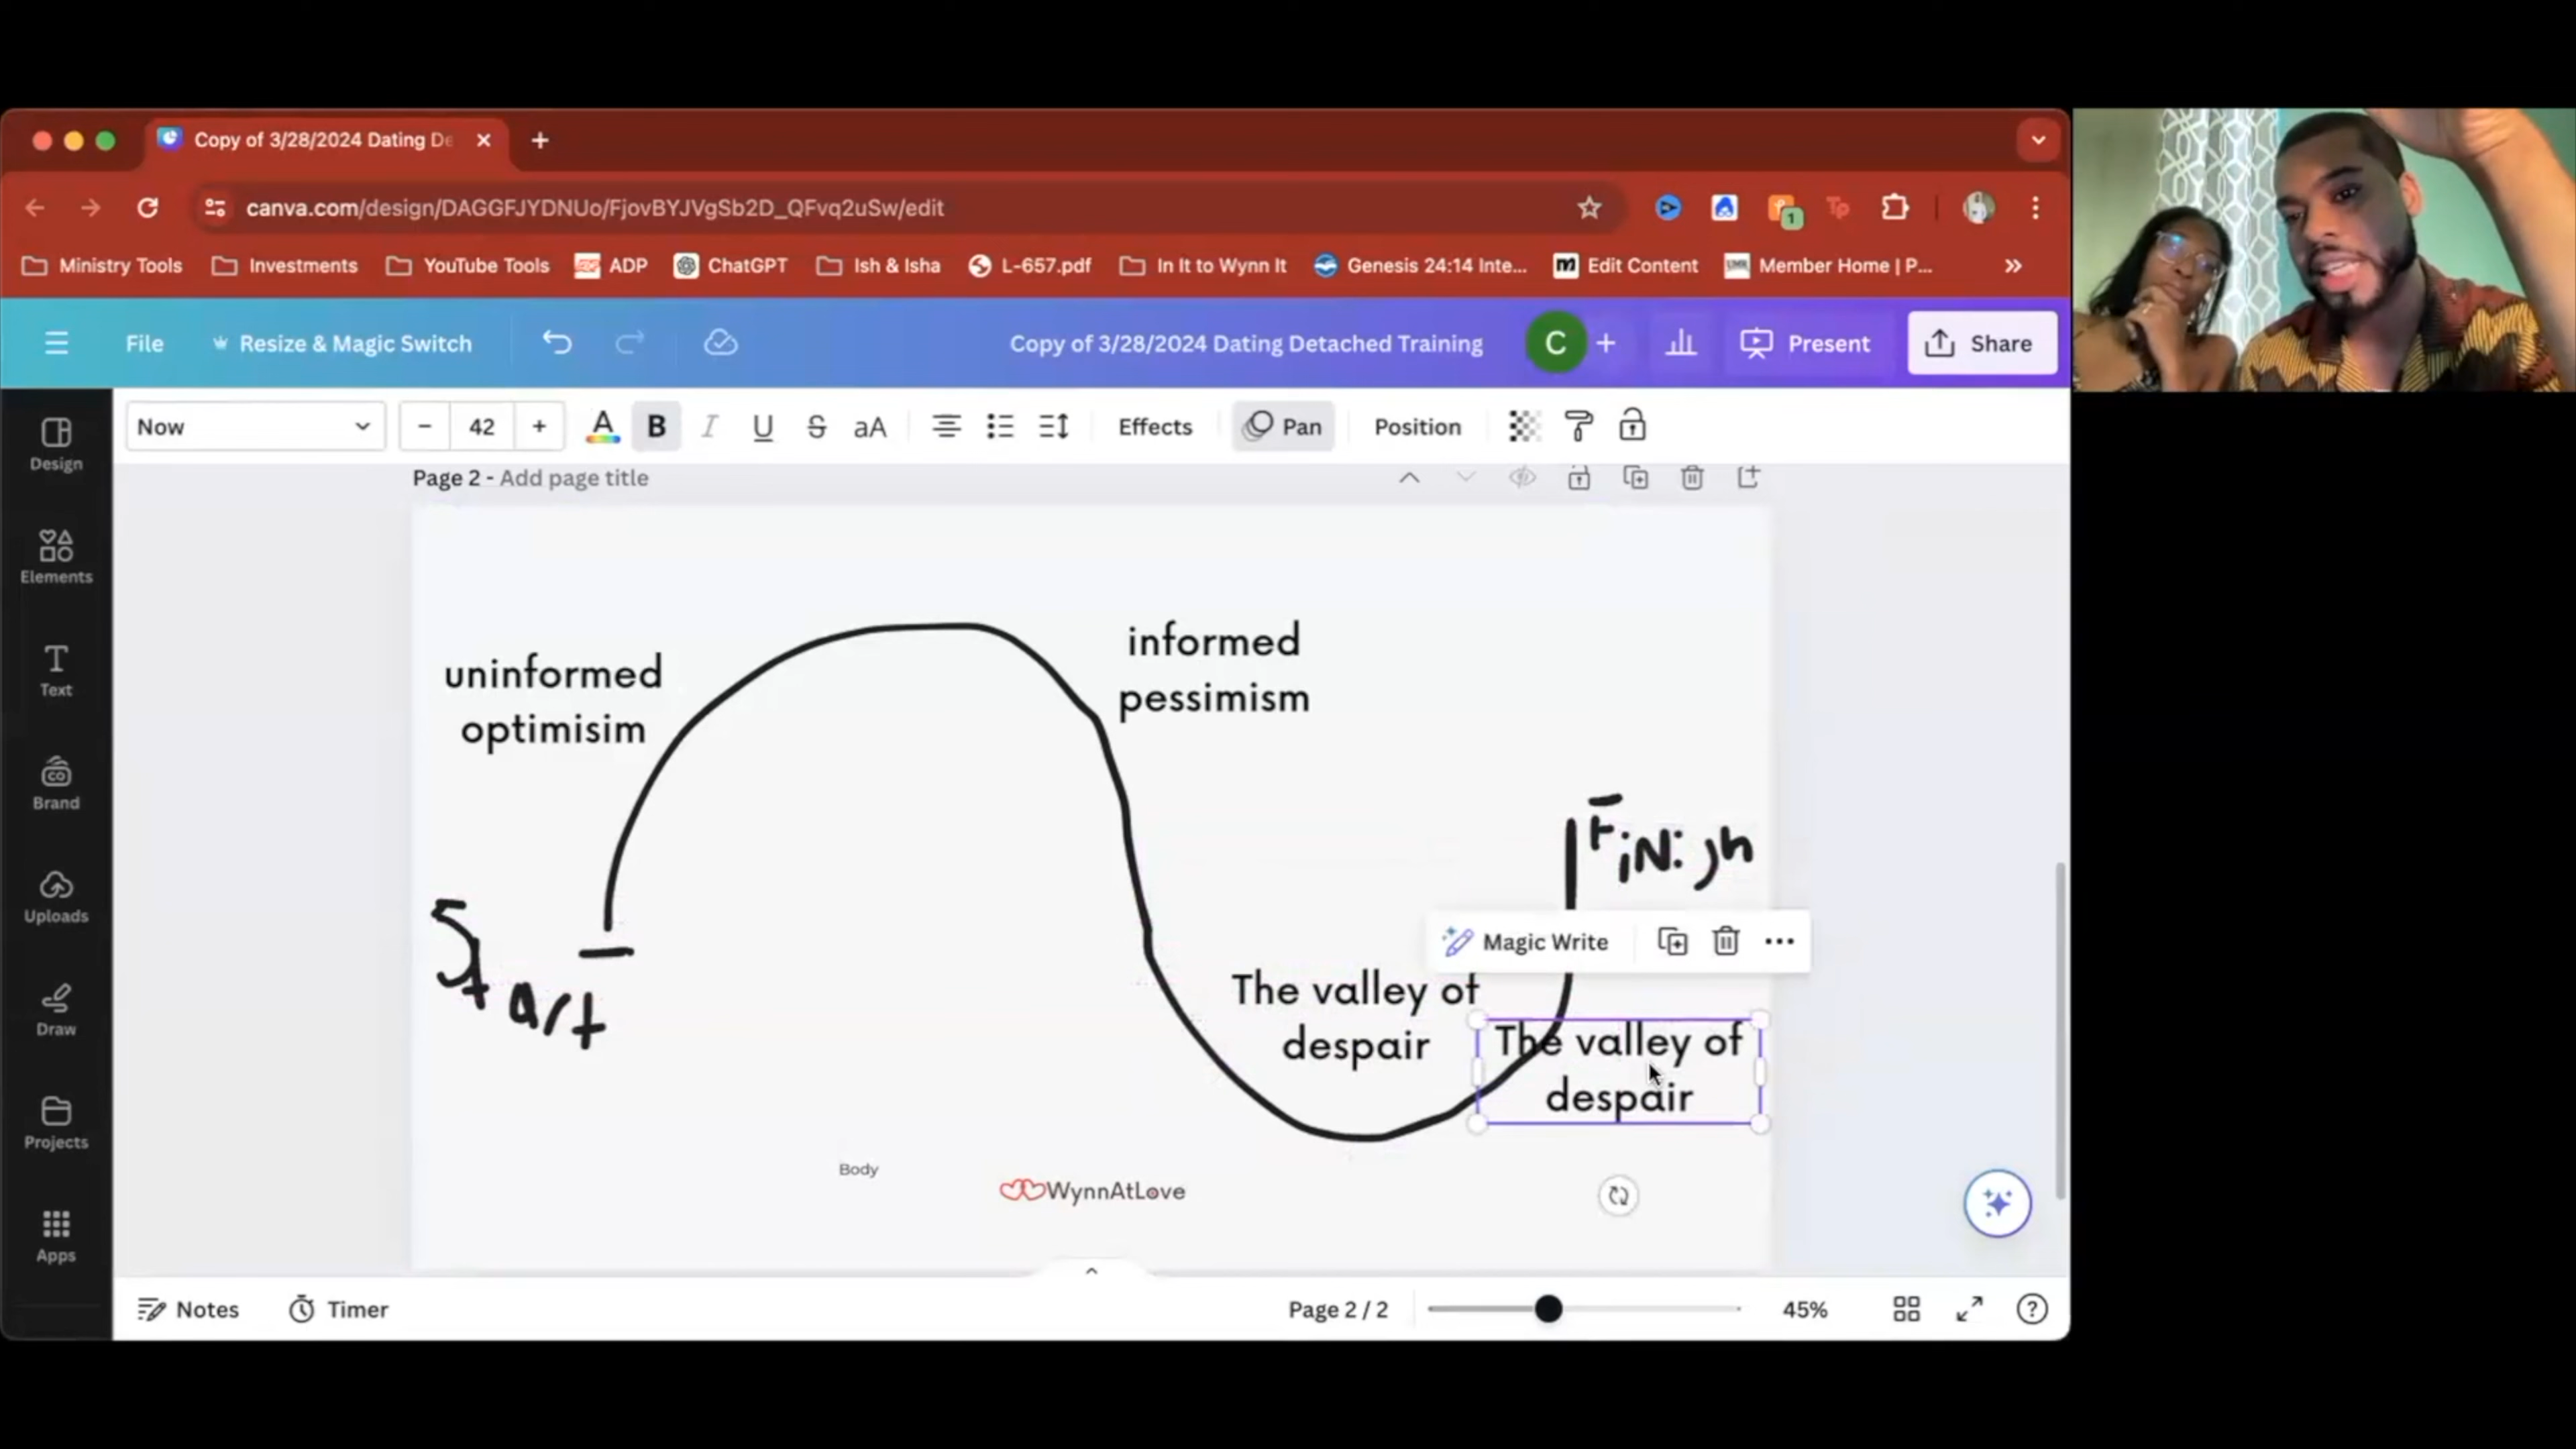 Copy of 3/28/2024 Dating De
canva.com/design/DAGGFJYDNUo/FjovBYJVgSb2D_QFvq2uSw/edit
1
Tp
Ministry Tools
Investments
YouTube Tools
ADP
ChatGPT
Ish & Isha
L-657.pdf
In It to Wynn It
Genesis 24:14 Inte...
Edit Content
Member Home | P...
File
Resize & Magic Switch
Copy of 3/28/2024 Dating Detached Training
C
Present
Share
Now
42
A
B
I
U
S
aA
Effects
Pan
Position
Design
Elements
Text
Brand
Uploads
Draw
Projects
Apps
Page 2 - Add page title
uninformed
optimisim
informed
pessimism
FiNish
Start
Magic Write
The valley of
despair
The valley of
despair
Body
WynnAtLove
Notes
Timer
Page 2 / 2
45%